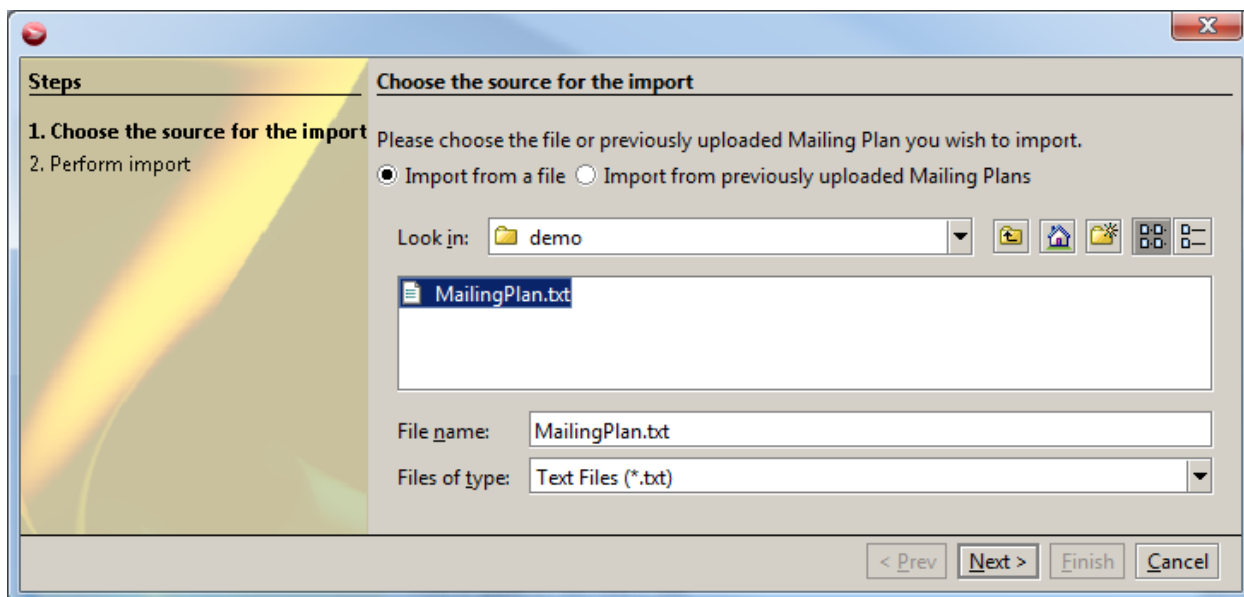 Steps
1. Choose the source for the import
2. Perform import
Choose the source for the import
Please choose the file or previously uploaded Mailing Plan you wish to import.
Import from a file Import from previously uploaded Mailing Plans
Look in: demo
MailingPlan.txt
File name: MailingPlan.txt
Files of type: Text Files (*.txt)
< Prev Next > Finish Cancel